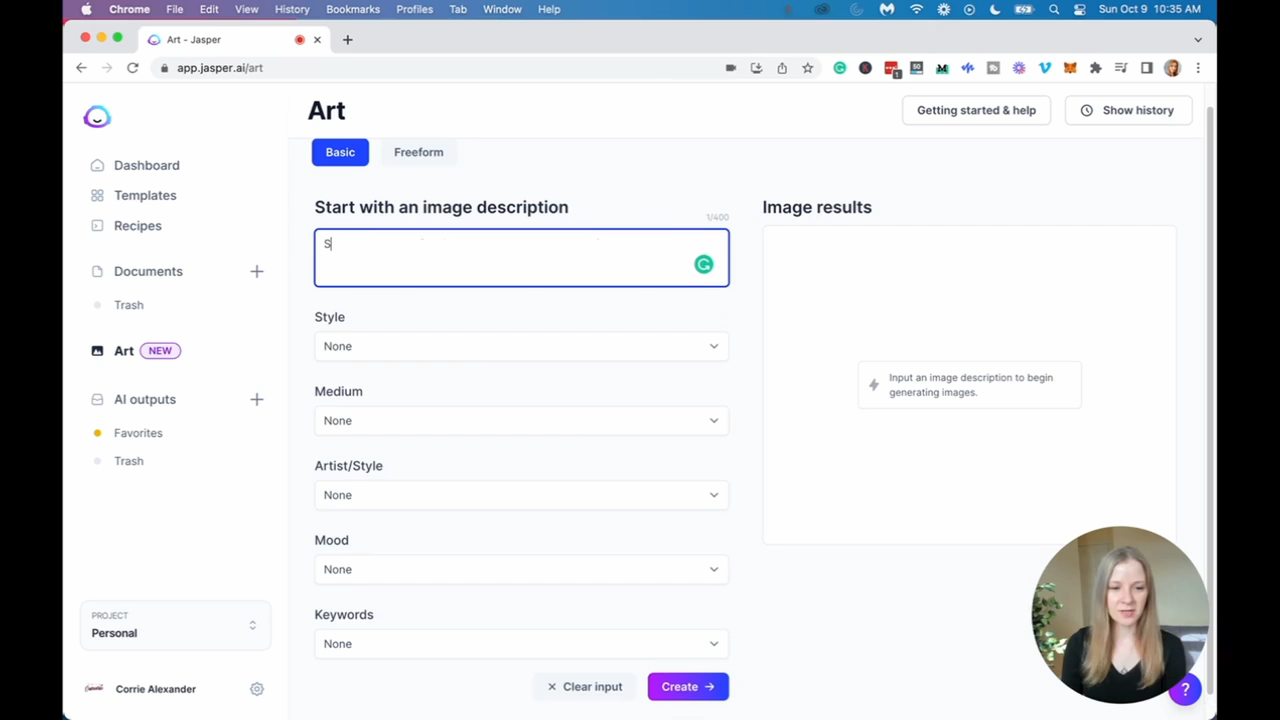 Chrome File Edit View History Bookmarks Profiles Tab Window Help Sun Oct 9 10:35 AM
Art - Jasper
app.jasper.ai/art
Art
Getting started & help
Show history
Basic
Freeform
Dashboard
Templates
Recipes
Documents
Trash
Art NEW
AI outputs
Favorites
Trash
PROJECT
Personal
Corrie Alexander
Start with an image description
1/400
S
Style
None
Medium
None
Artist/Style
None
Mood
None
Keywords
None
Clear input
Create
Image results
Input an image description to begin
generating images.
?